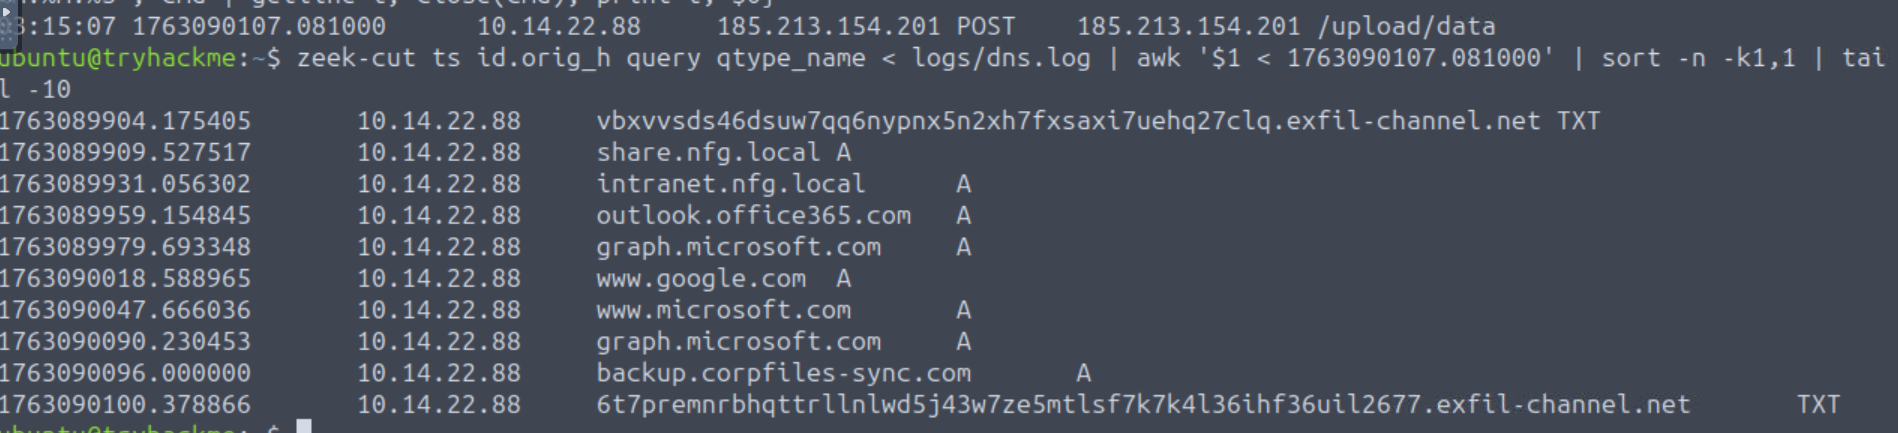 3:15:07 1763090107.081000 10.14.22.88 185.213.154.201 POST 185.213.154.201 /upload/data
ubuntu@tryhackme:~$ zeek-cut ts id.orig_h query qtype_name < logs/dns.log | awk '$1 < 1763090107.081000' | sort -n -k1,1 | tai
l -10
1763089904.175405 10.14.22.88 vbxvvsds46dsuw7qq6nypnx5n2xh7fxsaxi7uehq27clq.exfil-channel.net TXT
1763089909.527517 10.14.22.88 share.nfg.local A
1763089931.056302 10.14.22.88 intranet.nfg.local A
1763089959.154845 10.14.22.88 outlook.office365.com A
1763089979.693348 10.14.22.88 graph.microsoft.com A
1763090018.588965 10.14.22.88 www.google.com A
1763090047.666036 10.14.22.88 www.microsoft.com A
1763090090.230453 10.14.22.88 graph.microsoft.com A
1763090096.000000 10.14.22.88 backup.corpfiles-sync.com A
1763090100.378866 10.14.22.88 6t7premnrbhqttrllnlwd5j43w7ze5mtlsf7k7k4l36ihf36uil2677.exfil-channel.net TXT
ubuntu@tryhackme:~$